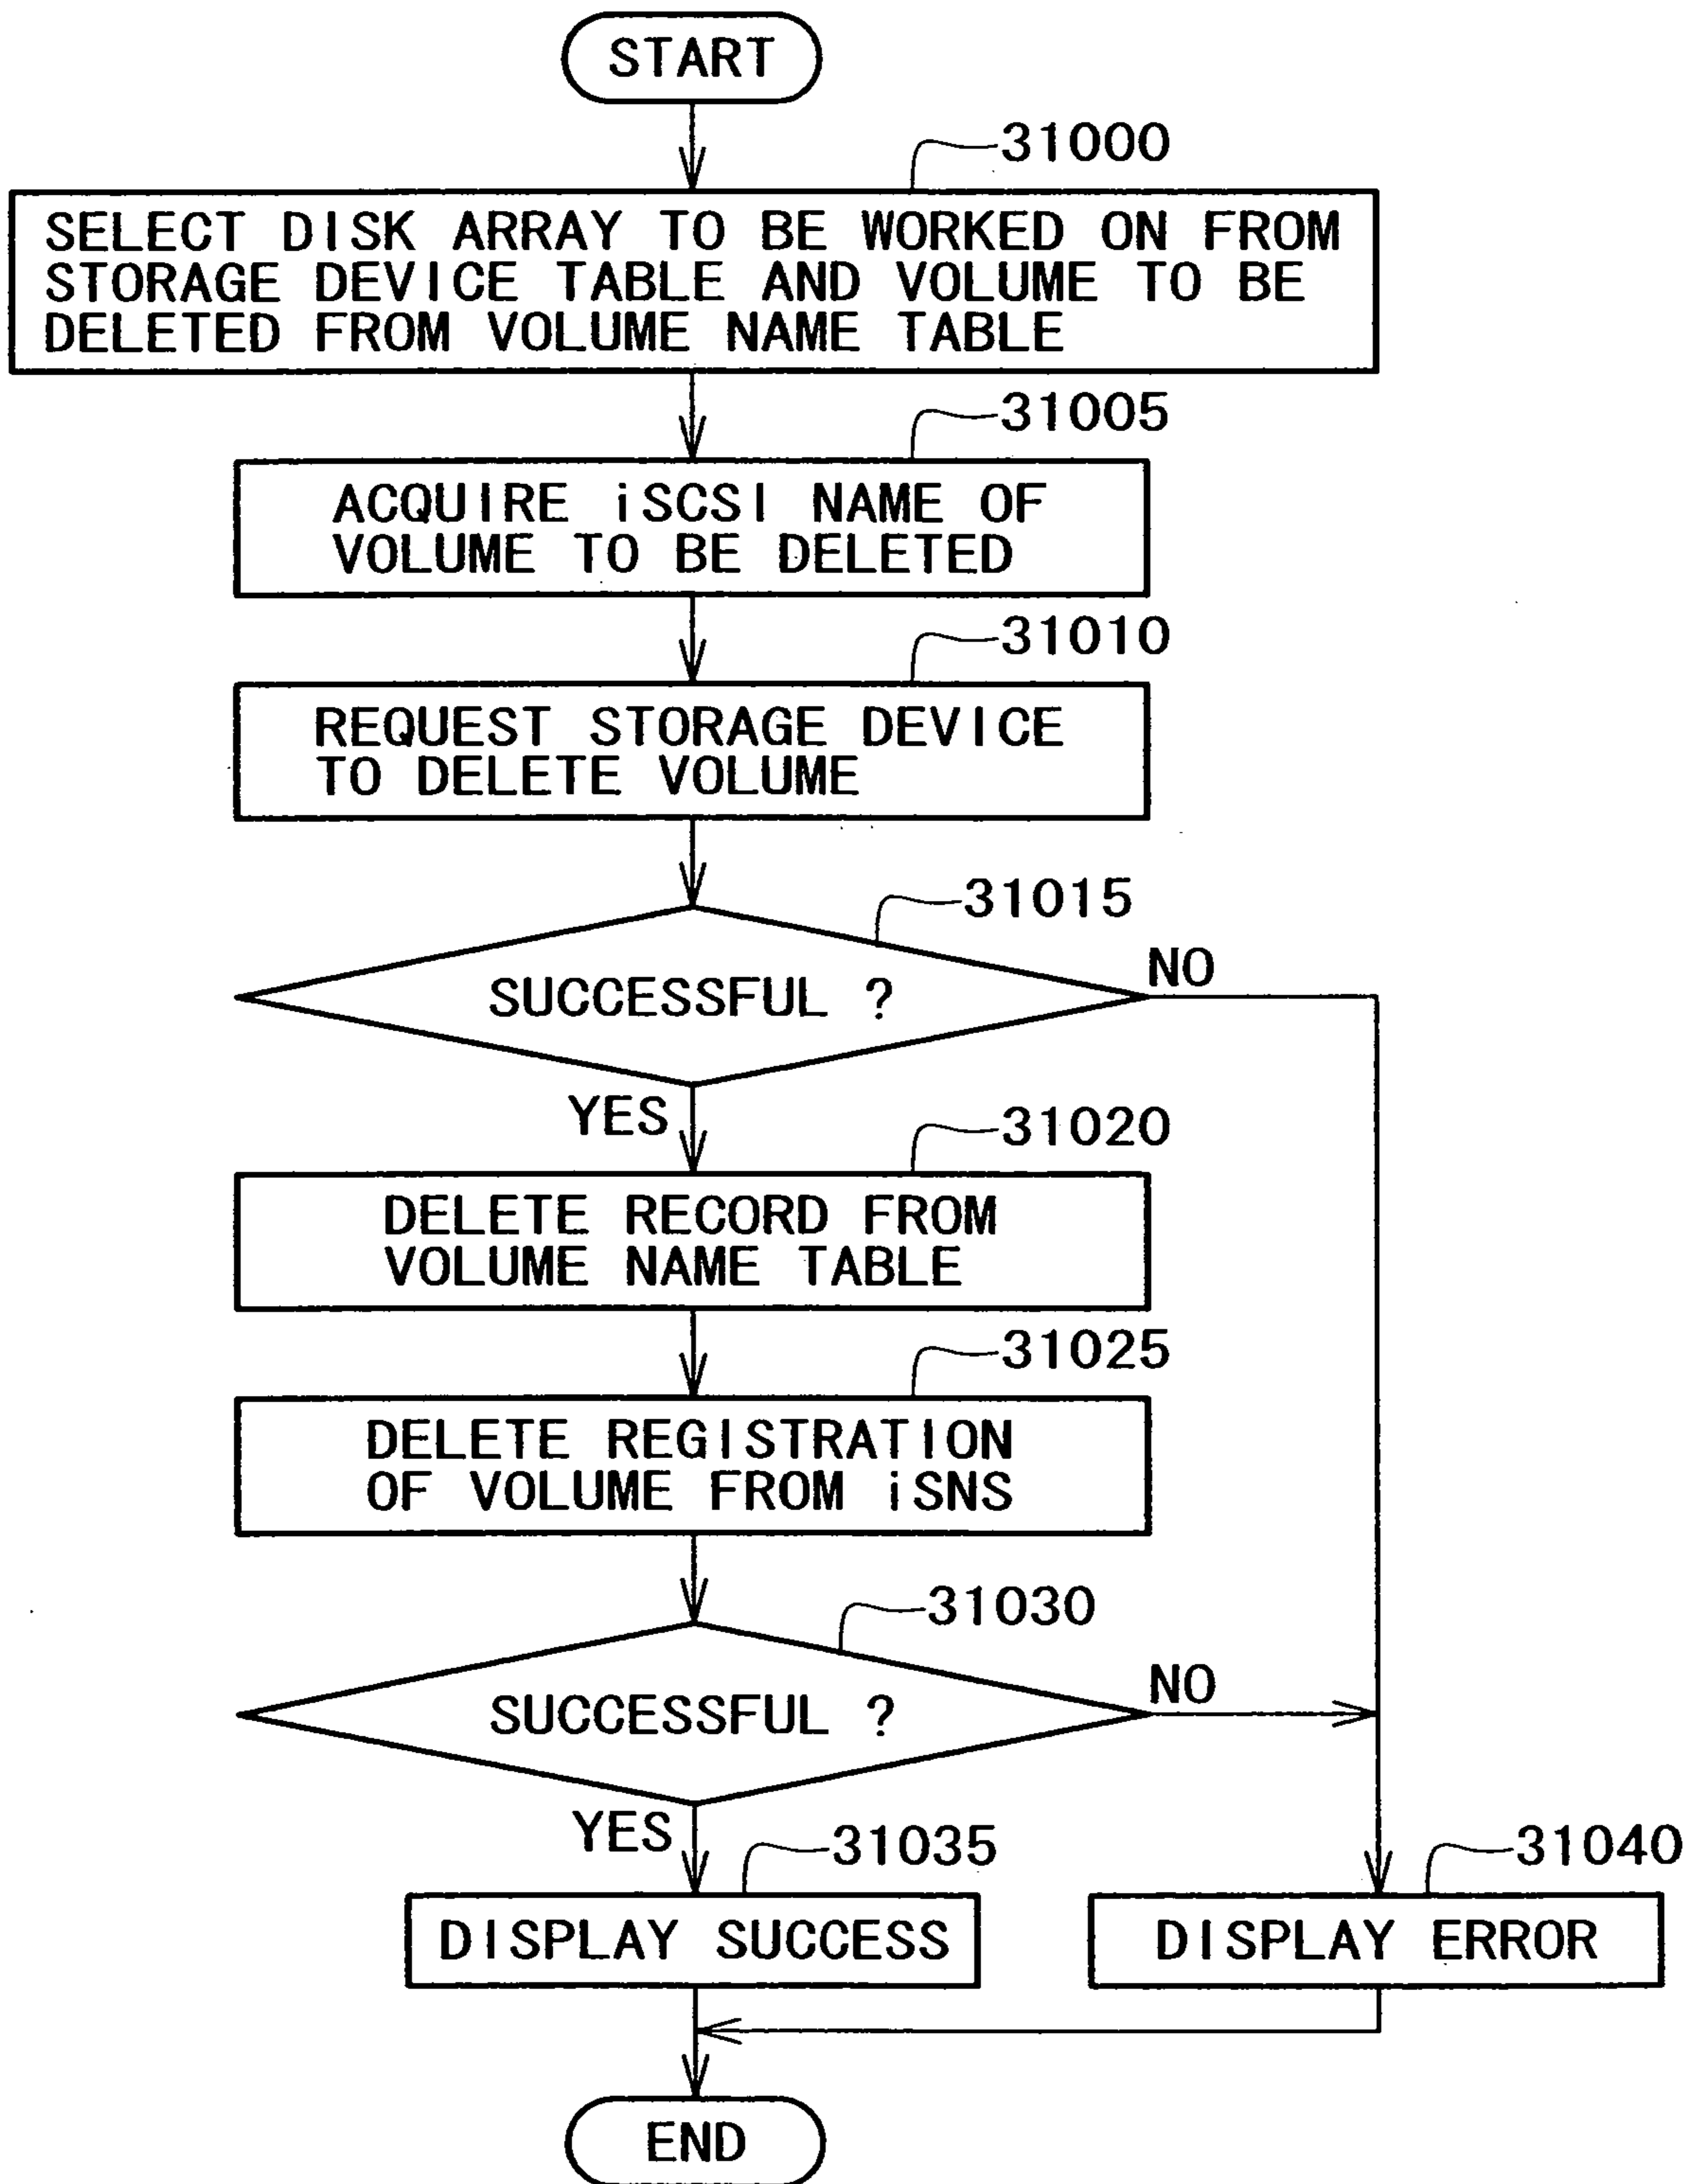 START
31000
SELECT DISK ARRAY TO BE WORKED ON FROM
STORAGE DEVICE TABLE AND VOLUME TO BE
DELETED FROM VOLUME NAME TABLE
31005
ACQUIRE iSCSI NAME OF
VOLUME TO BE DELETED
31010
REQUEST STORAGE DEVICE
TO DELETE VOLUME
31015
SUCCESSFUL ?
NO
YES
31020
DELETE RECORD FROM
VOLUME NAME TABLE
31025
DELETE REGISTRATION
OF VOLUME FROM iSNS
31030
SUCCESSFUL ?
NO
YES
31035
DISPLAY SUCCESS
31040
DISPLAY ERROR
END